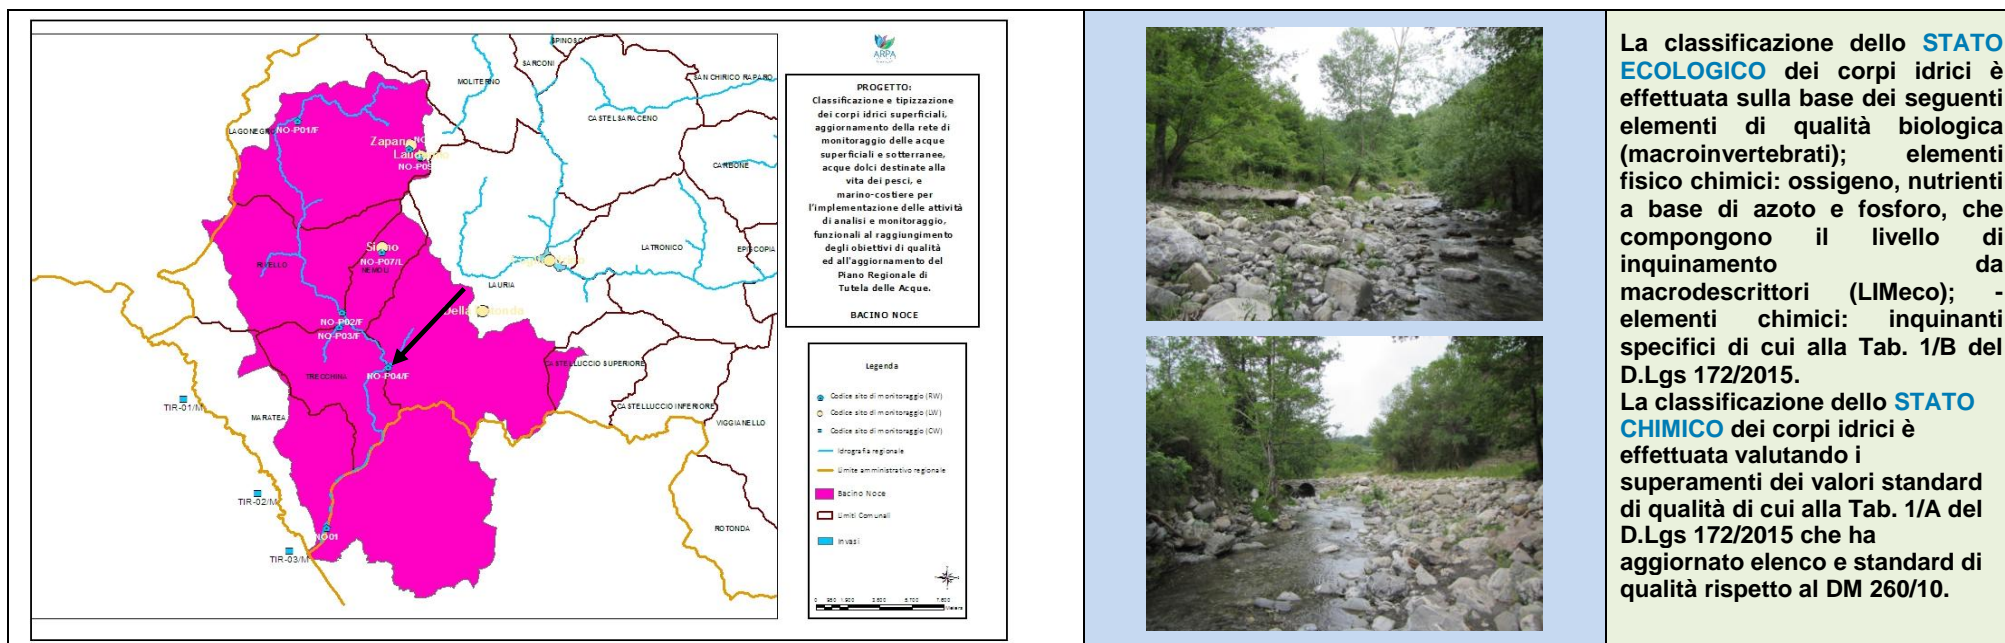 SPINOSO
SARCONI
MOLITERNO
SAN CHIRICO RAPARO
CASTELSARACENO
LAGONEGRO
NO-P01/F
CARBONE
NO-P05
RIVELLO
NO-P07/L
NEMOLI
LATRONICO
EPISCOPIA
LAURIA
NO-P02/F
NO-P03/F
TRECCHINA
NO-P04/F
CASTELLUCCIO SUPERIORE
TIR-01/M
MARATEA
CASTELLUCCIO INFERIORE
VIGGIANELLO
TIR-02/M
ROTONDA
NO01
TIR-03/M
ARPA
PROGETTO:
Classificazione e tipizzazione
dei corpi idrici superficiali,
aggiornamento della rete di
monitoraggio delle acque
superficiali e sotterranee,
acque dolci destinate alla
vita dei pesci, e
marino-costiere per
l'implementazione delle attività
di analisi e monitoraggio,
funzionali al raggiungimento
degli obiettivi di qualità
ed all'aggiornamento del
Piano Regionale di
Tutela delle Acque.
BACINO NOCE
Legenda
Codice sito di monitoraggio (RW)
Codice sito di monitoraggio (LW)
Codice sito di monitoraggio (CW)
Idrografia regionale
Limite amministrativo regionale
Bacino Noce
Limiti Comunali
Invasi
La classificazione dello STATO
ECOLOGICO dei corpi idrici è
effettuata sulla base dei seguenti
elementi di qualità biologica
(macroinvertebrati); elementi
fisico chimici: ossigeno, nutrienti
a base di azoto e fosforo, che
compongono il livello di
inquinamento da
macrodescrittori (LIMeco); -
elementi chimici: inquinanti
specifici di cui alla Tab. 1/B del
D.Lgs 172/2015.
La classificazione dello STATO
CHIMICO dei corpi idrici è
effettuata valutando i
superamenti dei valori standard
di qualità di cui alla Tab. 1/A del
D.Lgs 172/2015 che ha
aggiornato elenco e standard di
qualità rispetto al DM 260/10.